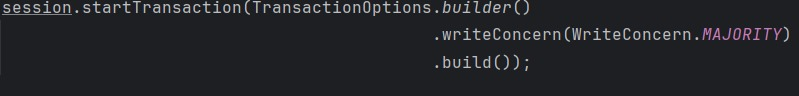 session.startTransaction(TransactionOptions.builder()
.writeConcern(WriteConcern.MAJORITY)
.build());